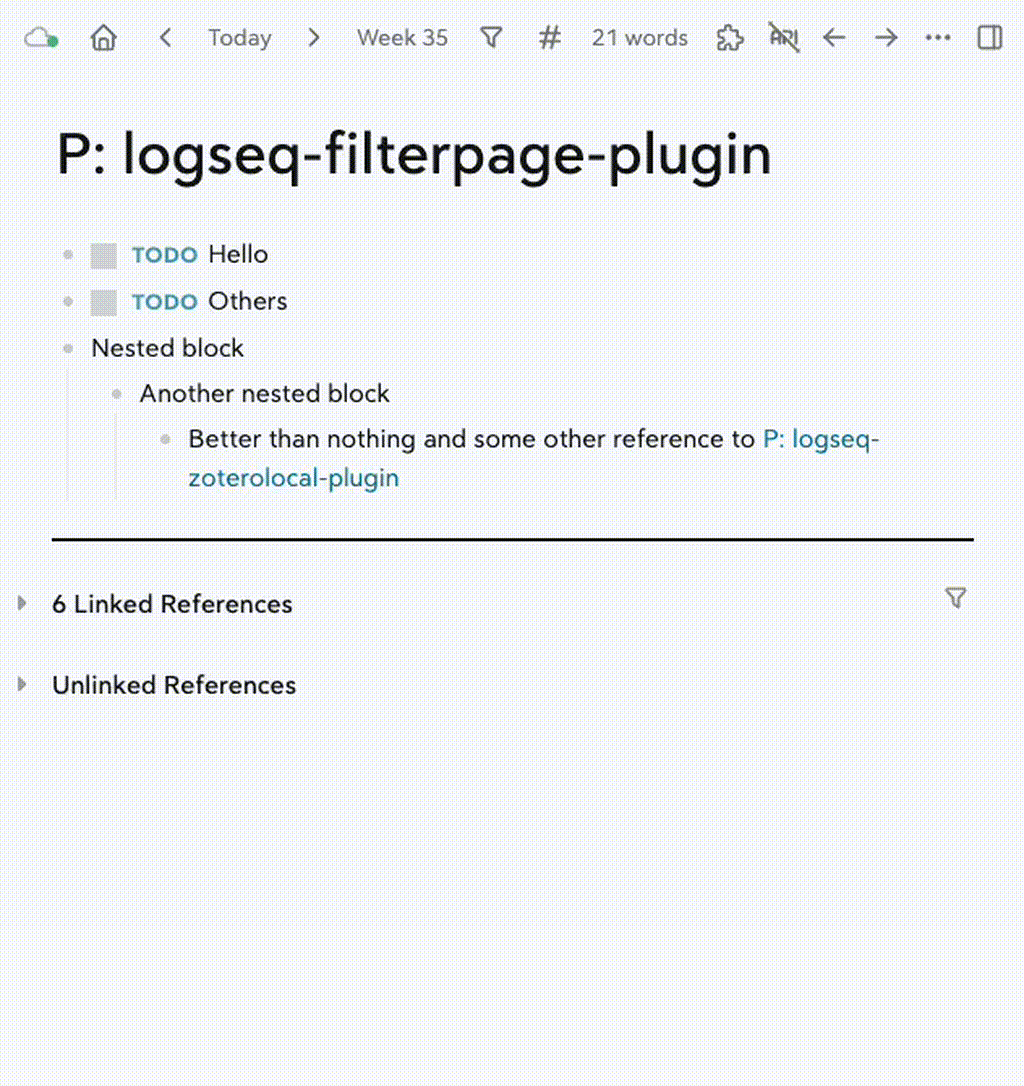 Today Week 35 # 21 words API
P: logseq-filterpage-plugin
TODO Hello
TODO Others
Nested block
Another nested block
Better than nothing and some other reference to P: logseq-
zoterolocal-plugin
6 Linked References
Unlinked References